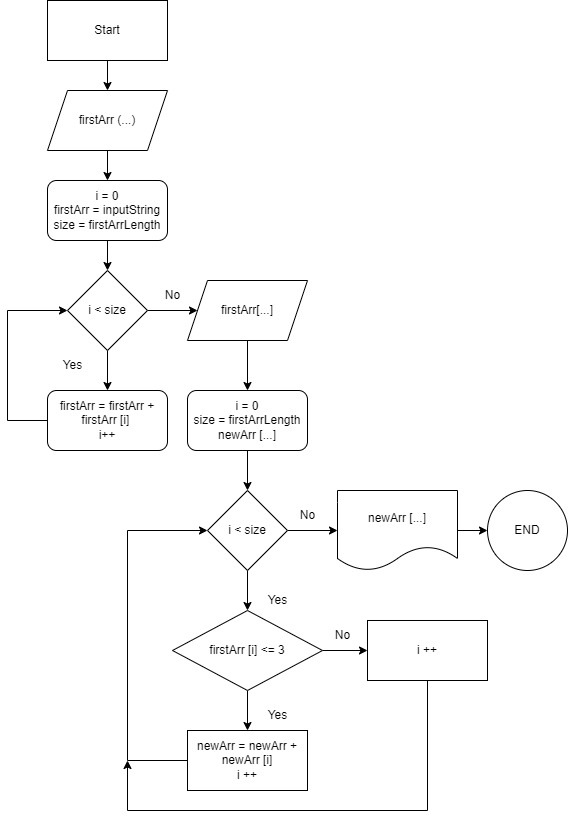 Start
firstArr (...)
i = 0
firstArr = inputString
size = firstArrLength
i < size
No
firstArr[...]
Yes
firstArr = firstArr +
firstArr [i]
i++
i = 0
size = firstArrLength
newArr [...]
i < size
No
newArr [...]
END
Yes
firstArr [i] <= 3
No
i ++
Yes
newArr = newArr +
newArr [i]
i ++